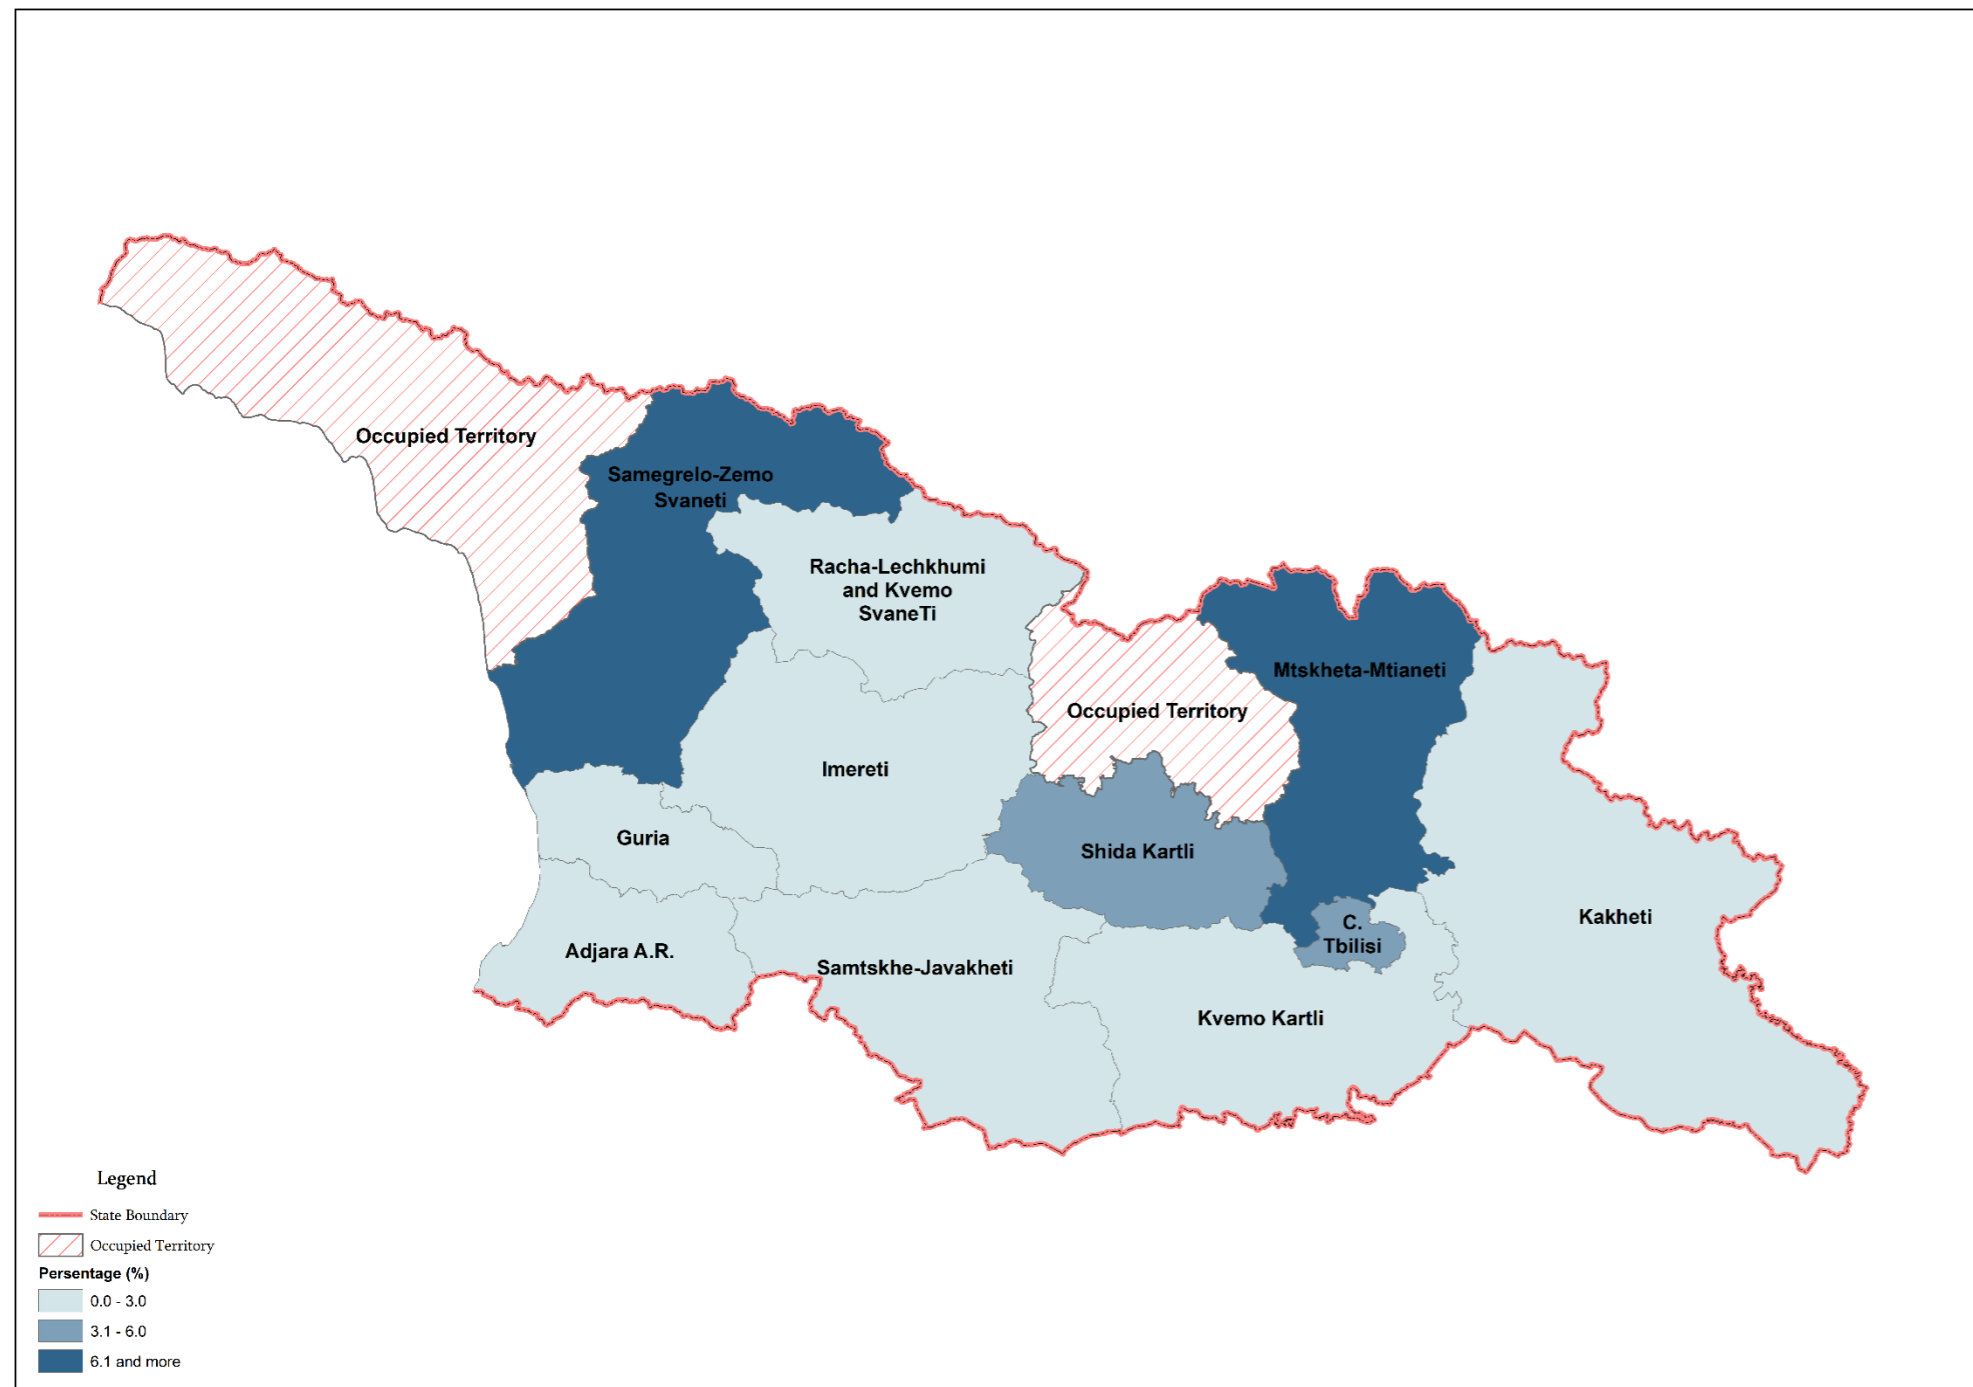 Occupied Territory
Samegrelo-Zemo
Svaneti
Racha-Lechkhumi
and Kvemo
SvaneTi
Mtskheta-Mtianeti
Occupied Territory
Imereti
Guria
Shida Kartli
Kakheti
C.
Tbilisi
Adjara A.R.
Samtskhe-Javakheti
Kvemo Kartli
Legend
State Boundary
Occupied Territory
Persentage (%)
0.0 - 3.0
3.1 - 6.0
6.1 and more